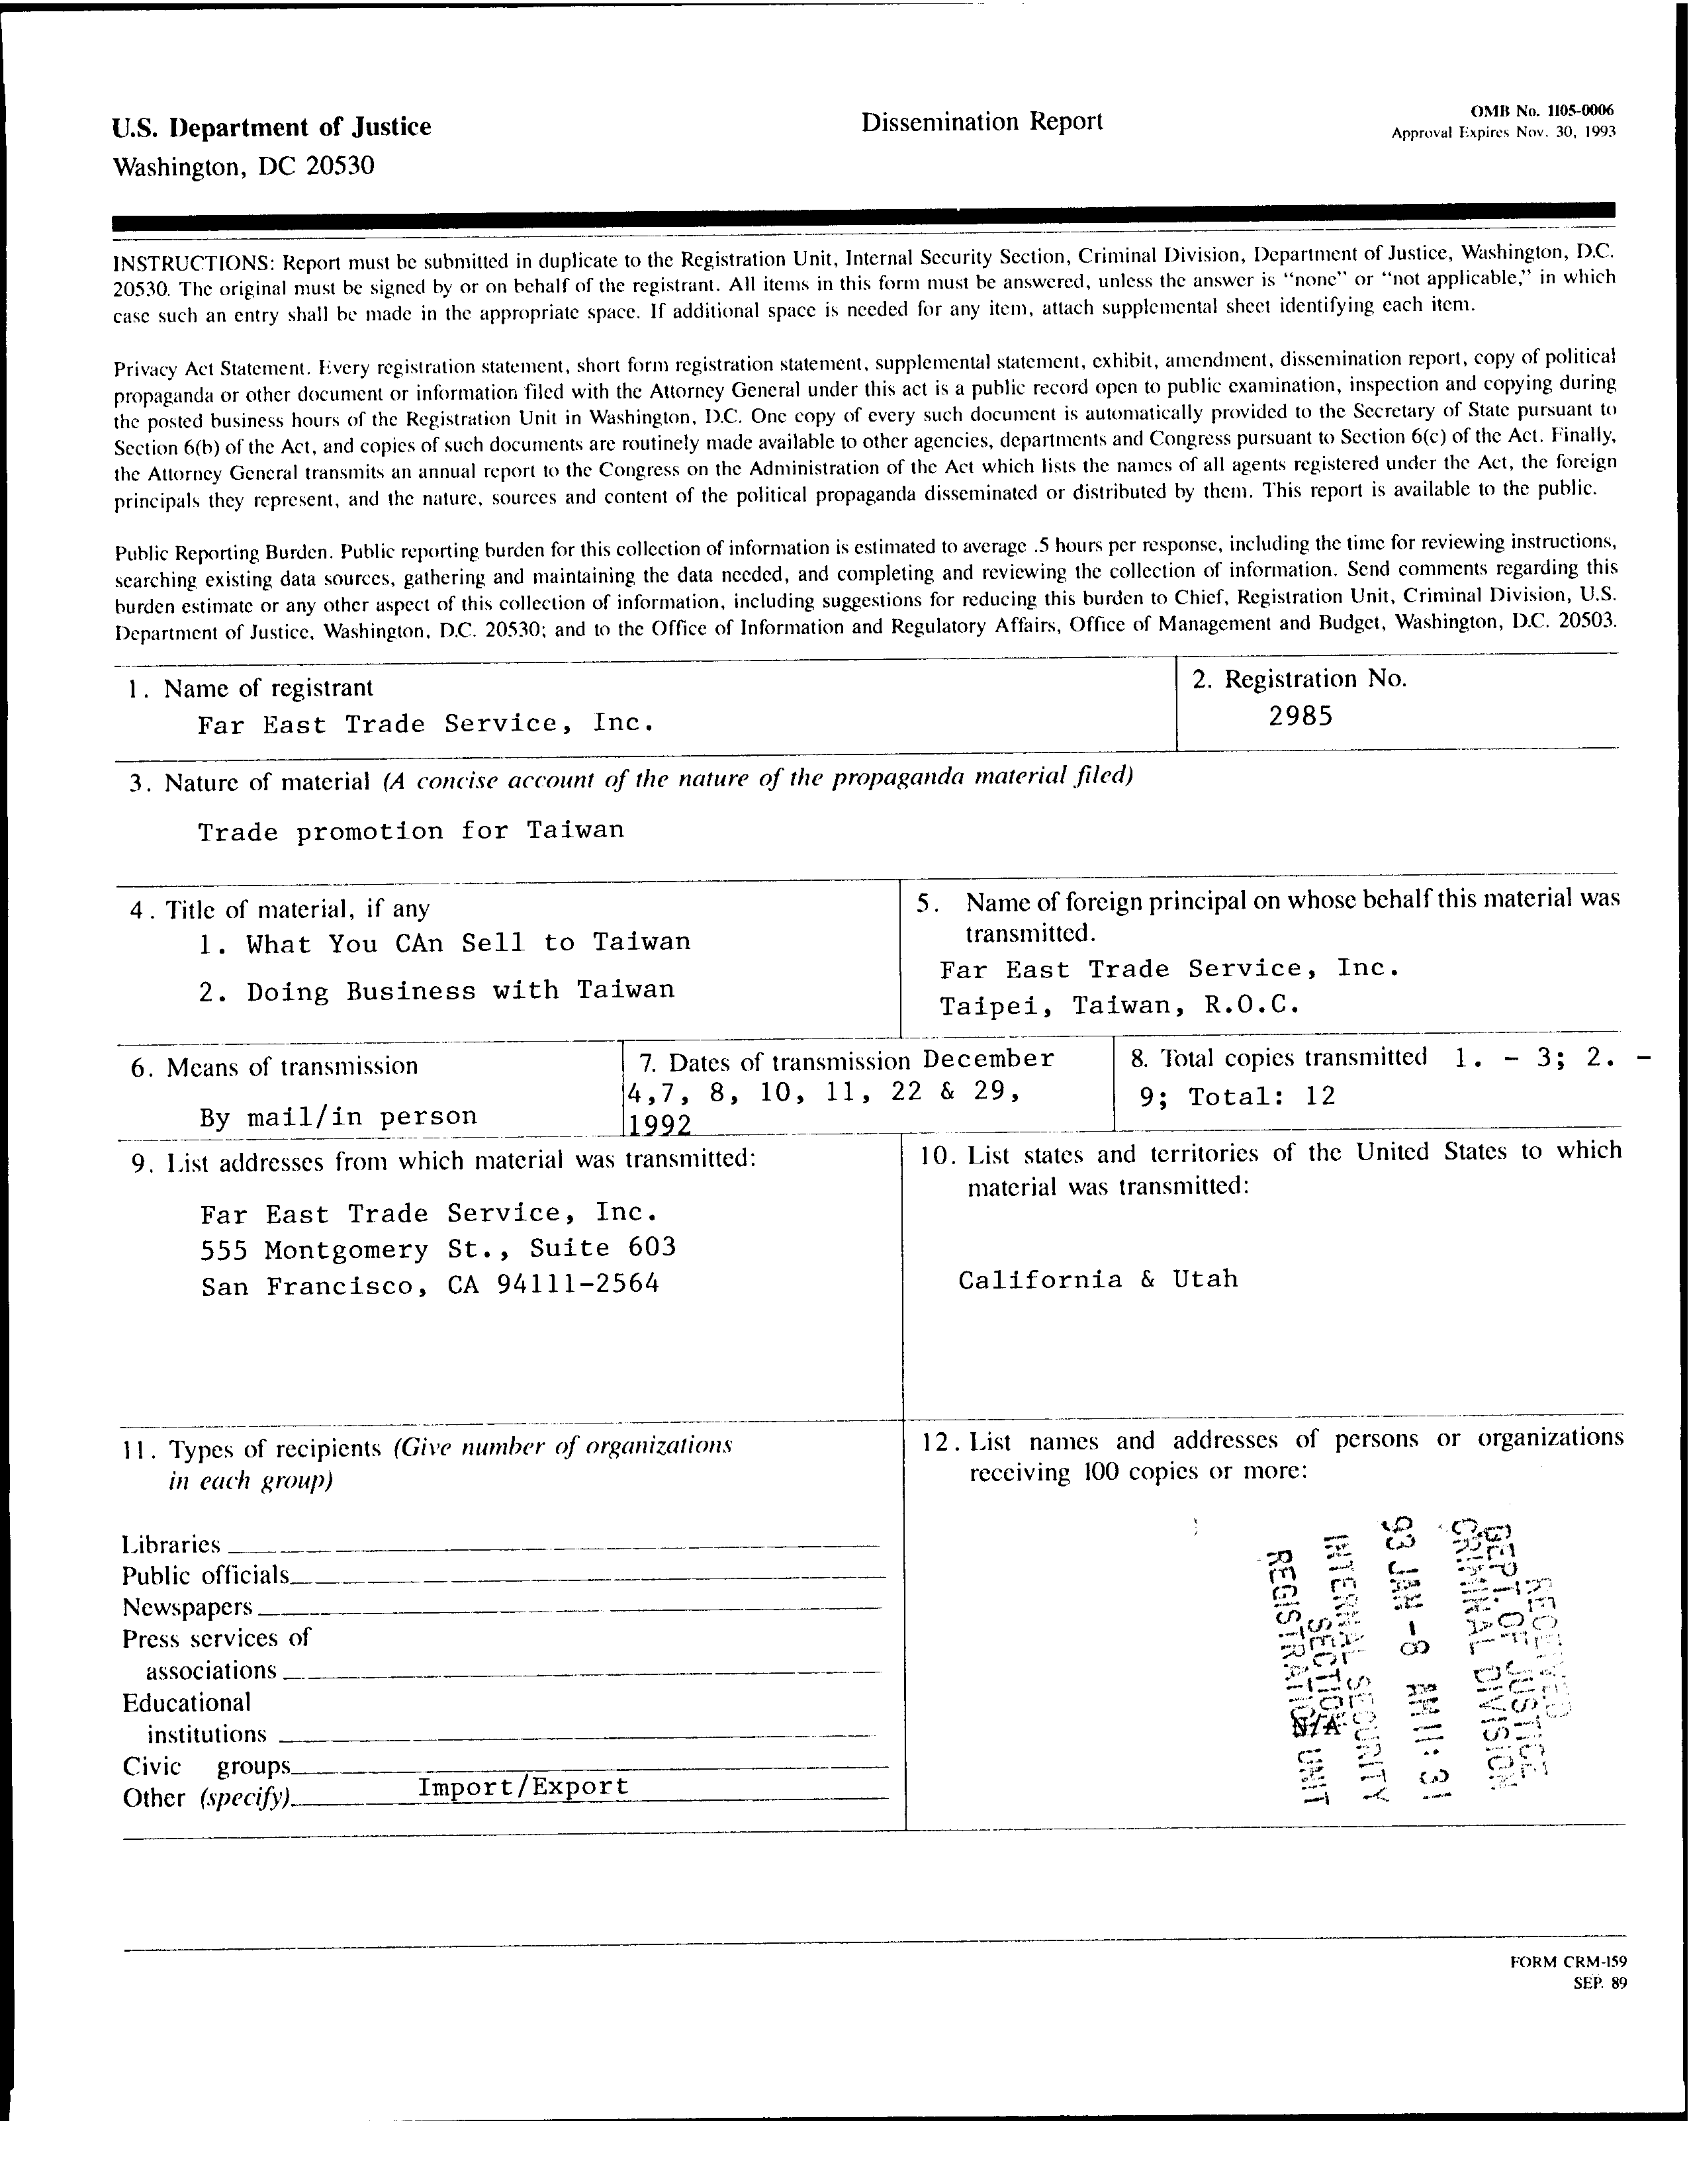 U.S. Department of Justice
Washington, DC 20530
Dissemination Report
OMB No. 1105-0006
Approval Expires Nov. 30, 1993
INSTRUCTIONS: Report must be submitted in duplicate to the Registration Unit, Internal Security Section, Criminal Division, Department of Justice, Washington, D.C.
20530. The original must be signed by or on behalf of the registrant. All items in this form must be answered, unless the answer is “none” or “not applicable,” in which
case such an entry shall be made in the appropriate space. If additional space is needed for any item, attach supplemental sheet identifying each item.
Privacy Act Statement. Every registration statement, short form registration statement, supplemental statement, exhibit, amendment, dissemination report, copy of political
propaganda or other document or information filed with the Attorney General under this act is a public record open to public examination, inspection and copying during
the posted business hours of the Registration Unit in Washington, D.C. One copy of every such document is automatically provided to the Secretary of State pursuant to
Section 6(b) of the Act, and copies of such documents are routinely made available to other agencies, departments and Congress pursuant to Section 6(c) of the Act. Finally,
the Attorney General transmits an annual report to the Congress on the Administration of the Act which lists the names of all agents registered under the Act, the foreign
principals they represent, and the nature, sources and content of the political propaganda disseminated or distributed by them. This report is available to the public.
Public Reporting Burden. Public reporting burden for this collection of information is estimated to average .5 hours per response, including the time for reviewing instructions,
searching existing data sources, gathering and maintaining the data needed, and completing and reviewing the collection of information. Send comments regarding this
burden estimate or any other aspect of this collection of information, including suggestions for reducing this burden to Chief, Registration Unit, Criminal Division, U.S.
Department of Justice, Washington, D.C. 20530; and to the Office of Information and Regulatory Affairs, Office of Management and Budget, Washington, D.C. 20503.
1. Name of registrant
Far East Trade Service, Inc.
2. Registration No.
2985
3. Nature of material (A concise account of the nature of the propaganda material filed)
Trade promotion for Taiwan
4. Title of material, if any
1. What You CAn Sell to Taiwan
2. Doing Business with Taiwan
5. Name of foreign principal on whose behalf this material was
transmitted.
Far East Trade Service, Inc.
Taipei, Taiwan, R.O.C.
6. Means of transmission
By mail/in person
7. Dates of transmission December
4,7, 8, 10, 11, 22 & 29,
1992
8. Total copies transmitted 1. - 3; 2. -
9; Total: 12
9. List addresses from which material was transmitted:
Far East Trade Service, Inc.
555 Montgomery St., Suite 603
San Francisco, CA 94111-2564
10. List states and territories of the United States to which
material was transmitted:
California & Utah
11. Types of recipients (Give number of organizations
in each group)
Libraries
Public officials
Newspapers
Press services of
associations
Educational
institutions
Civic groups
Other (specify) Import/Export
12. List names and addresses of persons or organizations
receiving 100 copies or more:
N/A
RECEIVED
DEPT. OF JUSTICE
CRIMINAL DIVISION
93 JAN -8 AM 11:31
INTERNAL SECURITY
SECTION
REGISTRATION UNIT
FORM CRM-159
SEP. 89